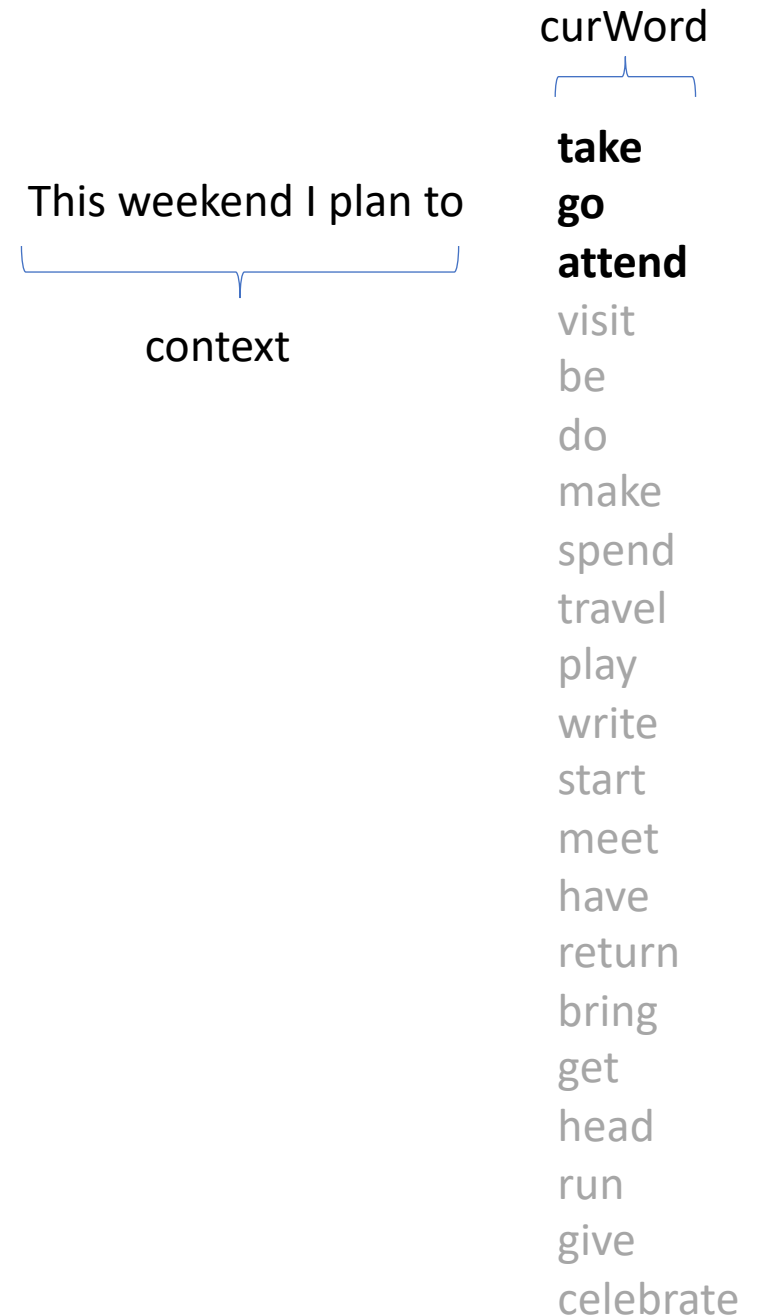 curWord
take
This weekend I plan to go
attend
context
visit
be
do
make
spend
travel
play
write
start
meet
have
return
bring
get
head
run
give
celebrate